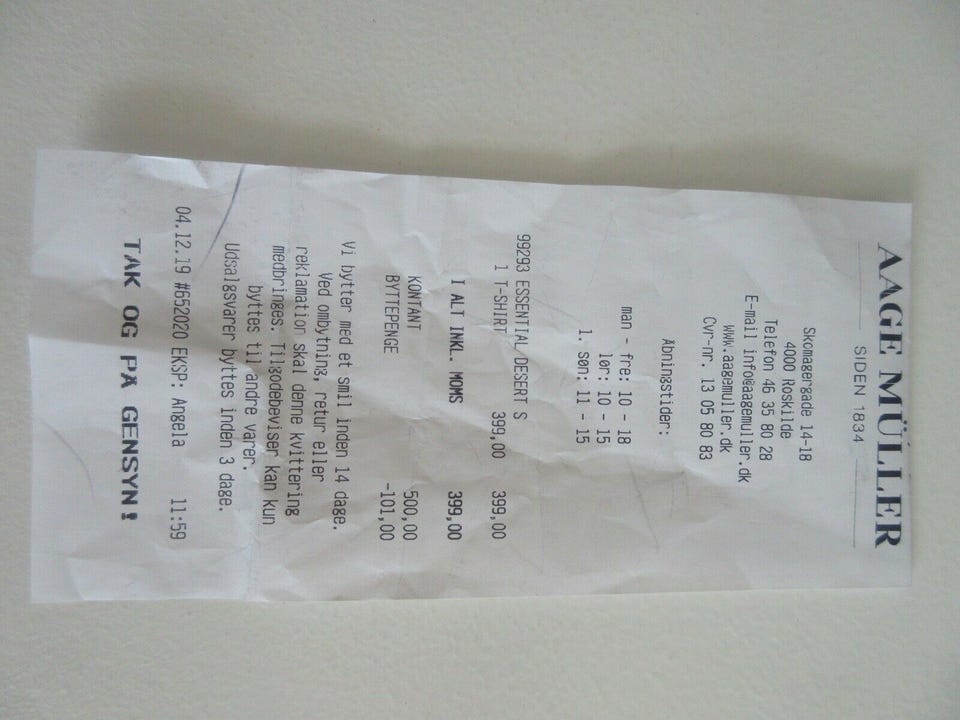 AAGE MÜLLER
SIDEN 1834
Skomagergade 14-18
4000 Roskilde
Telefon 46 35 80 28
E-mail info@aagemuller.dk
www.aagemuller.dk
Cvr-nr. 13 05 80 83
Åbningstider:
man - fre: 10 - 18
lør: 10 - 15
1. søn: 11 - 15
99293 ESSENTIAL DESERT S
1 T-SHIRT 399,00 399,00
I ALT INKL. MOMS 399,00
KONTANT 500,00
BYTTEPENGE -101,00
Vi bytter med et smil inden 14 dage.
Ved ombytning, retur eller
reklamation skal denne kvittering
medbringes. Tilgodebeviser kan kun
byttes til andre varer.
Udsalgsvarer byttes inden 3 dage.
04.12.19 #652020 EKSP: Angela 11:59
TAK OG PÅ GENSYN!